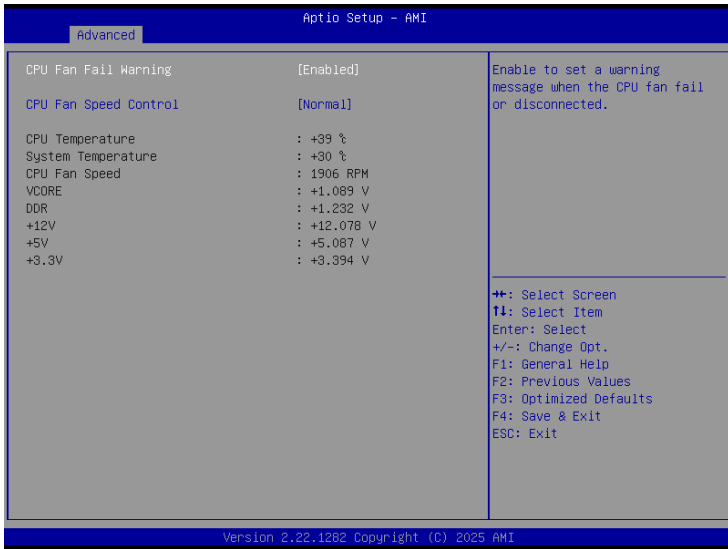 Aptio Setup - AMI
Advanced
CPU Fan Fail Warning [Enabled]
CPU Fan Speed Control [Normal]
CPU Temperature : +39 ℃
System Temperature : +30 ℃
CPU Fan Speed : 1906 RPM
VCORE : +1.089 V
DDR : +1.232 V
+12V : +12.078 V
+5V : +5.087 V
+3.3V : +3.394 V
Enable to set a warning
message when the CPU fan fail
or disconnected.
→←: Select Screen
↑↓: Select Item
Enter: Select
+/-: Change Opt.
F1: General Help
F2: Previous Values
F3: Optimized Defaults
F4: Save & Exit
ESC: Exit
Version 2.22.1282 Copyright (C) 2025 AMI